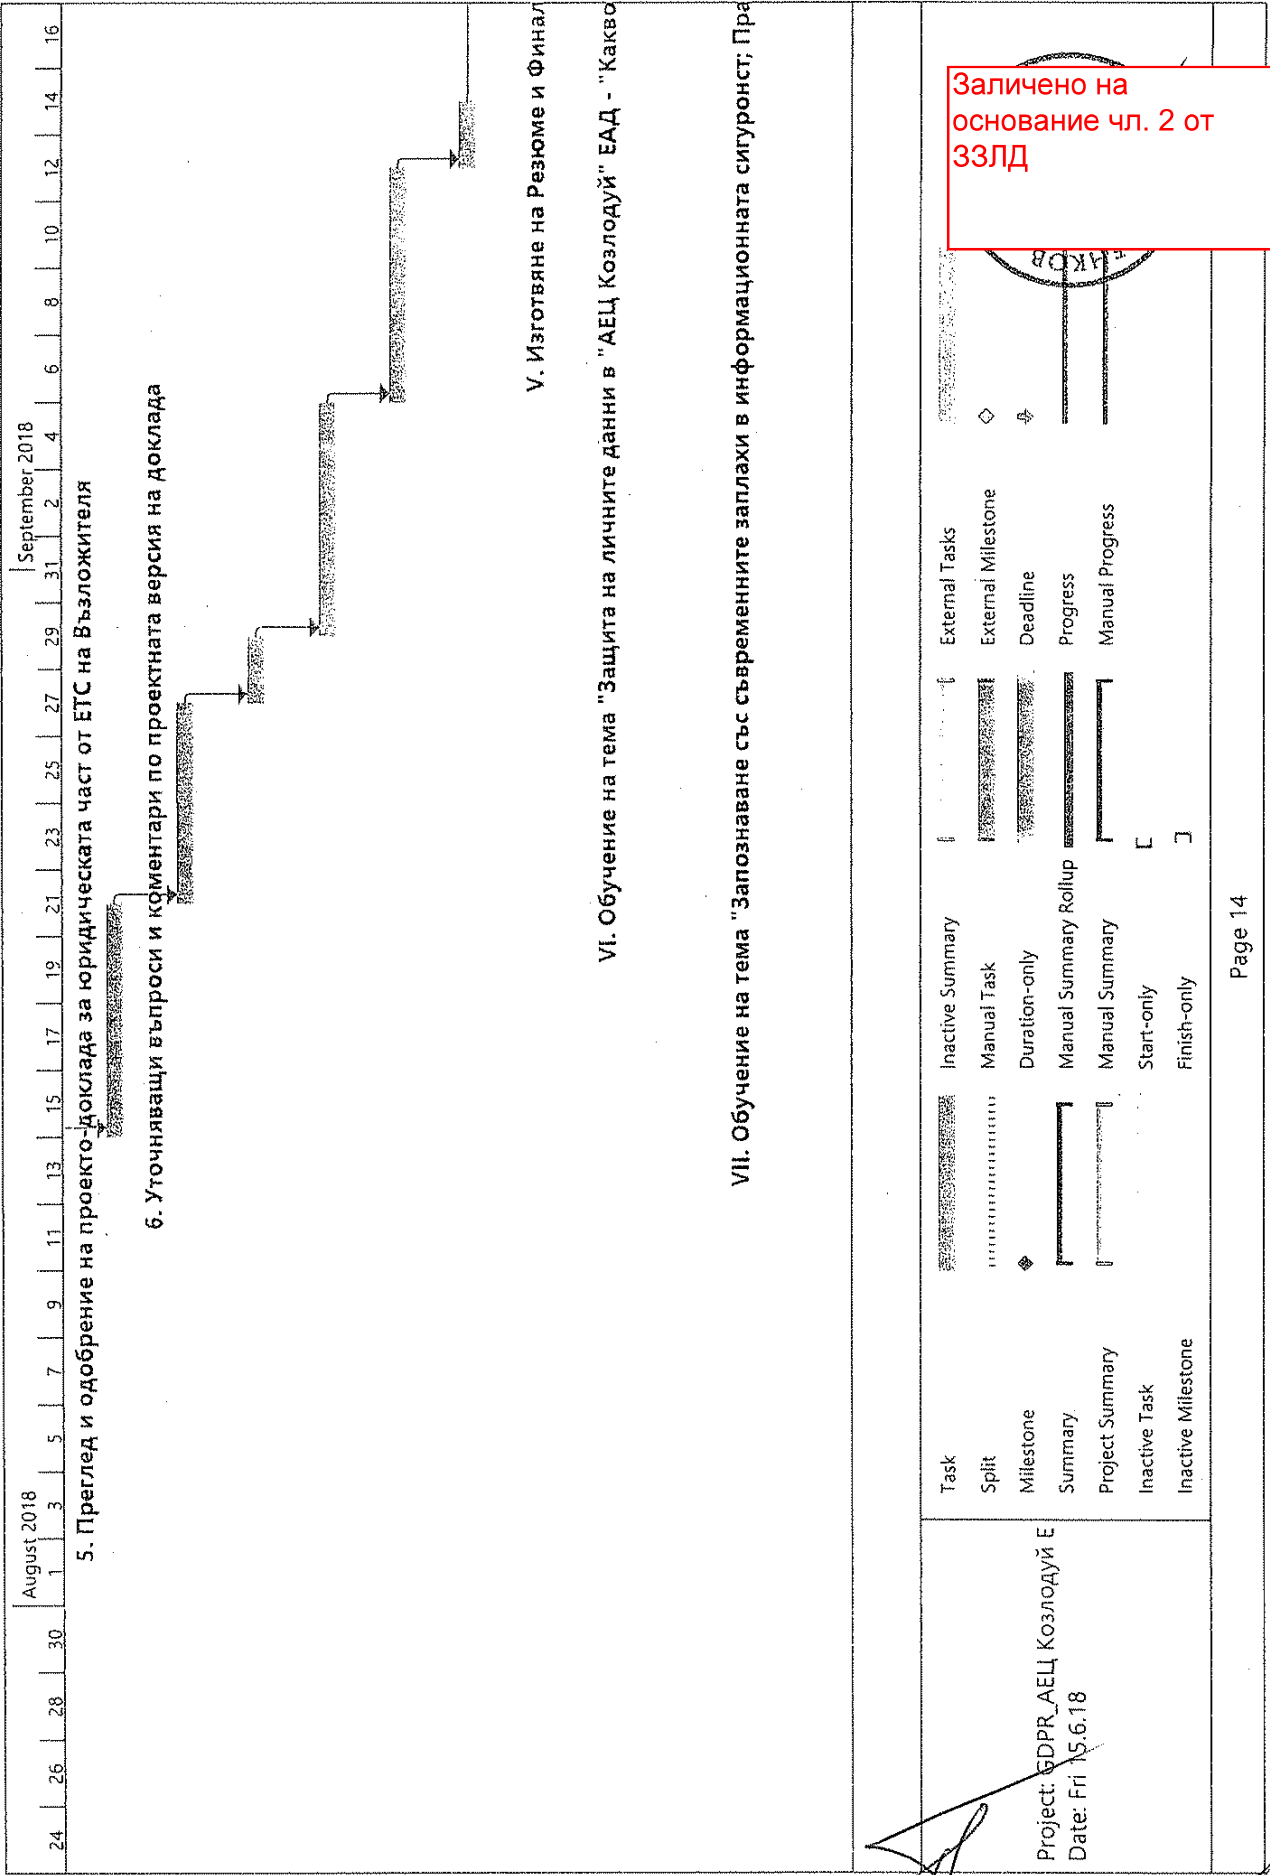 August 2018
September 2018
24 26 28 30 1 3 5 7 9 11 13 15 17 19 21 23 25 27 29 31 2 4 6 8 10 12 14 16
5. Преглед и одобрение на проекто-доклада за юридическата част от ЕТС на Възложителя
6. Уточняващи въпроси и коментари по проектната версия на доклада
V. Изготвяне на Резюме и Финал
VI. Обучение на тема "Защита на личните данни в "АЕЦ Козлодуй" ЕАД - "Какво
VII. Обучение на тема "Запознаване със съвременните заплахи в информационната сигуронст; Пра
Project: GDPR_АЕЦ Козлодуй Е
Date: Fri 15.6.18
Task
Split
Milestone
Summary
Project Summary
Inactive Task
Inactive Milestone
Inactive Summary
Manual Task
Duration-only
Manual Summary Rollup
Manual Summary
Start-only
Finish-only
External Tasks
External Milestone
Deadline
Progress
Manual Progress
Заличено на
основание чл. 2 от
ЗЗЛД
Page 14